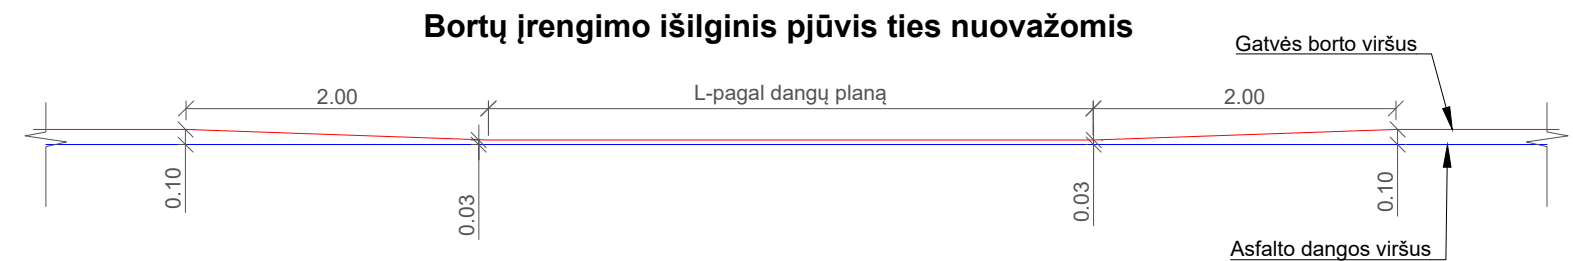 Bortų įrengimo išilginis pjūvis ties nuovažomis
Gatvės borto viršus
2.00
L-pagal dangų planą
2.00
0.10
0.03
0.03
0.10
Asfalto dangos viršus